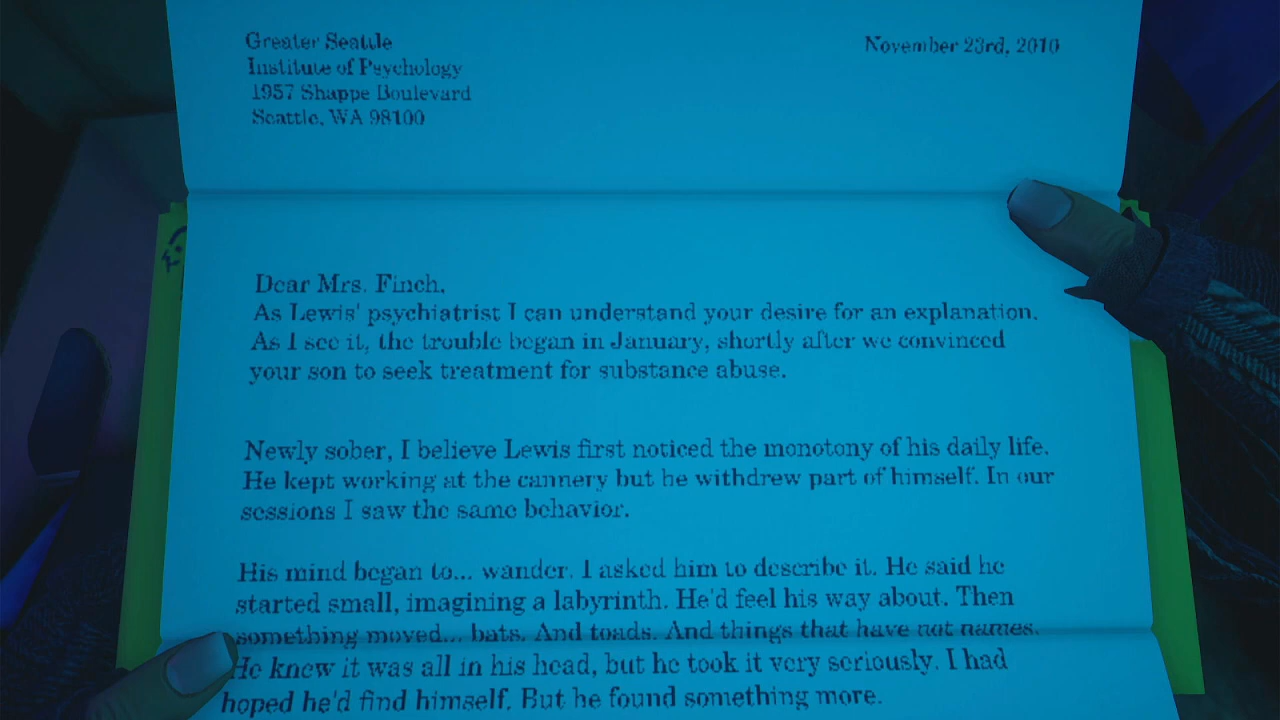 Greater Seattle
Institute of Psychology
1957 Shappe Boulevard
Seattle, WA 98100
November 23rd, 2010
Dear Mrs. Finch,
As Lewis' psychiatrist I can understand your desire for an explanation.
As I see it, the trouble began in January, shortly after we convinced
your son to seek treatment for substance abuse.
Newly sober, I believe Lewis first noticed the monotony of his daily life.
He kept working at the cannery but he withdrew part of himself. In our
sessions I saw the same behavior.
His mind began to... wander. I asked him to describe it. He said he
started small, imagining a labyrinth. He'd feel his way about. Then
something moved... bats. And toads. And things that have not names.
He knew it was all in his head, but he took it very seriously. I had
hoped he'd find himself. But he found something more.